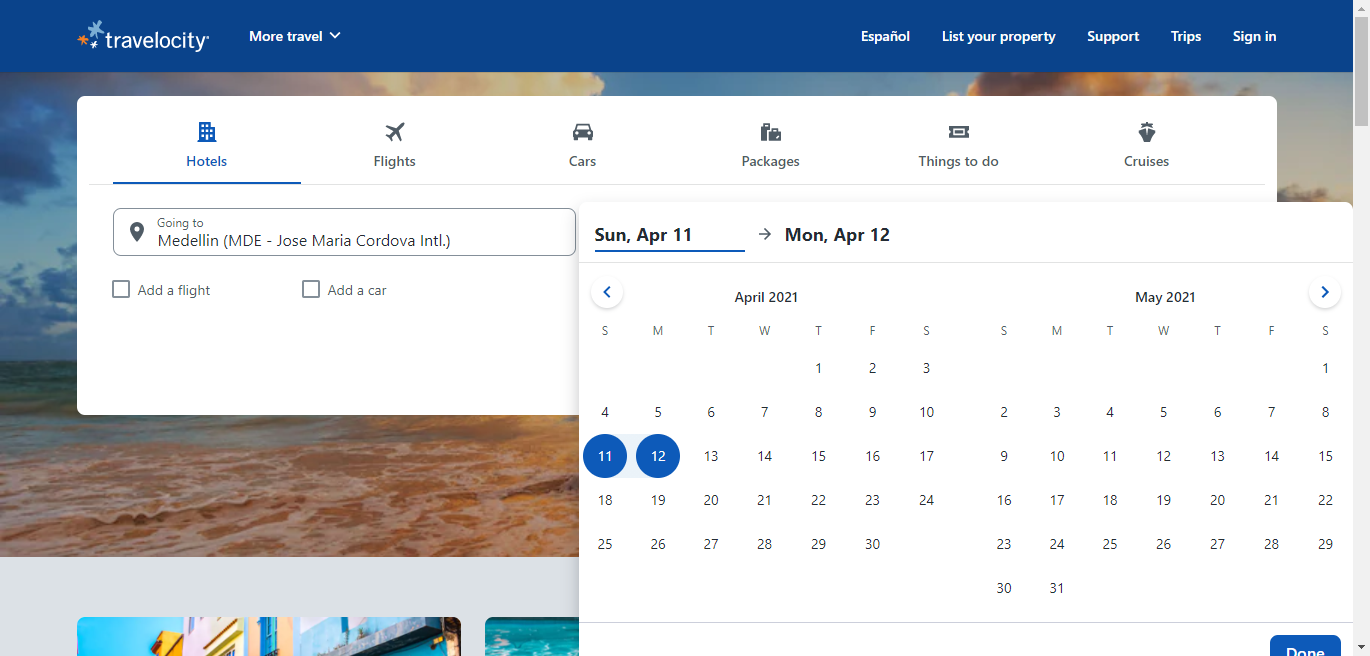 travelocity
More travel
Español
List your property
Support
Trips
Sign in
Hotels
Flights
Cars
Packages
Things to do
Cruises
Going to
Medellin (MDE - Jose Maria Cordova Intl.)
Add a flight
Add a car
Sun, Apr 11
Mon, Apr 12
April 2021
S M T W T F S
1 2 3
4 5 6 7 8 9 10
11 12 13 14 15 16 17
18 19 20 21 22 23 24
25 26 27 28 29 30
May 2021
S M T W T F S
1
2 3 4 5 6 7 8
9 10 11 12 13 14 15
16 17 18 19 20 21 22
23 24 25 26 27 28 29
30 31
Done